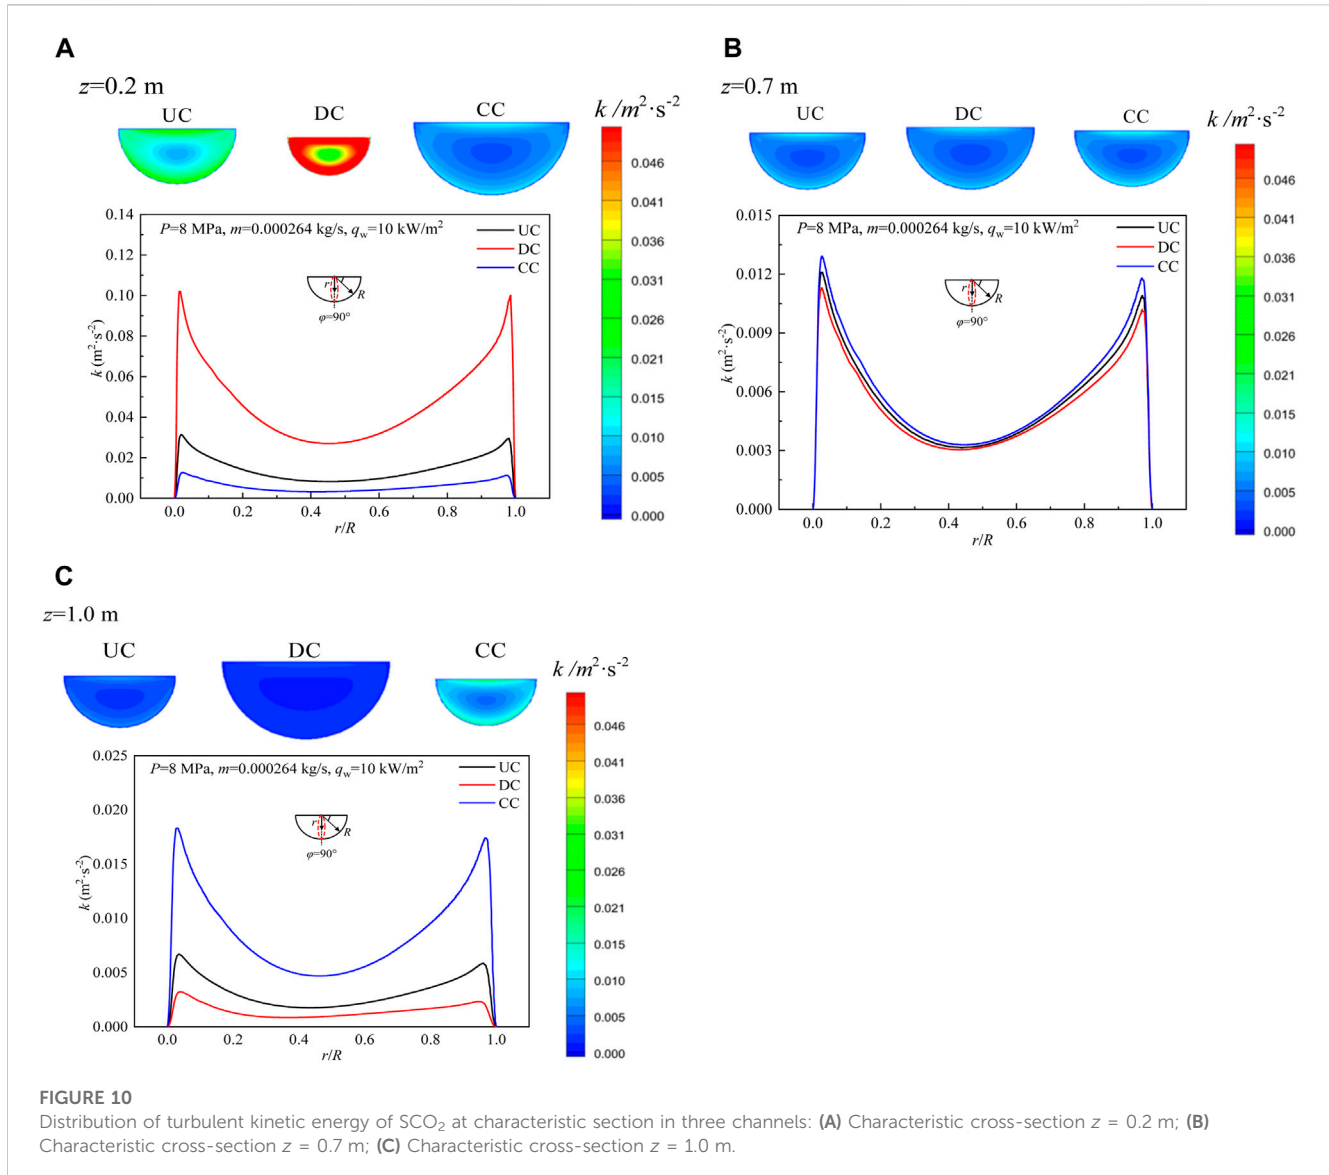 A
z=0.2 m
UC
DC
CC
k /m²·s⁻²
0.046
0.041
0.036
0.031
0.026
0.021
0.015
0.010
0.005
0.000
P=8 MPa, m=0.000264 kg/s, q_w=10 kW/m²
UC
DC
CC
r
R
φ=90°
k (m²·s⁻²)
0.14
0.12
0.10
0.08
0.06
0.04
0.02
0.00
0.0 0.2 0.4 0.6 0.8 1.0
r/R
B
z=0.7 m
UC
DC
CC
k /m²·s⁻²
0.046
0.041
0.036
0.031
0.026
0.021
0.015
0.010
0.005
0.000
P=8 MPa, m=0.000264 kg/s, q_w=10 kW/m²
UC
DC
CC
r
R
φ=90°
k (m²·s⁻²)
0.015
0.012
0.009
0.006
0.003
0.000
0.0 0.2 0.4 0.6 0.8 1.0
r/R
C
z=1.0 m
UC
DC
CC
k /m²·s⁻²
0.046
0.041
0.036
0.031
0.026
0.021
0.015
0.010
0.005
0.000
P=8 MPa, m=0.000264 kg/s, q_w=10 kW/m²
UC
DC
CC
r
R
φ=90°
k (m²·s⁻²)
0.025
0.020
0.015
0.010
0.005
0.000
0.0 0.2 0.4 0.6 0.8 1.0
r/R
FIGURE 10
Distribution of turbulent kinetic energy of SCO₂ at characteristic section in three channels: (A) Characteristic cross-section z = 0.2 m; (B)
Characteristic cross-section z = 0.7 m; (C) Characteristic cross-section z = 1.0 m.